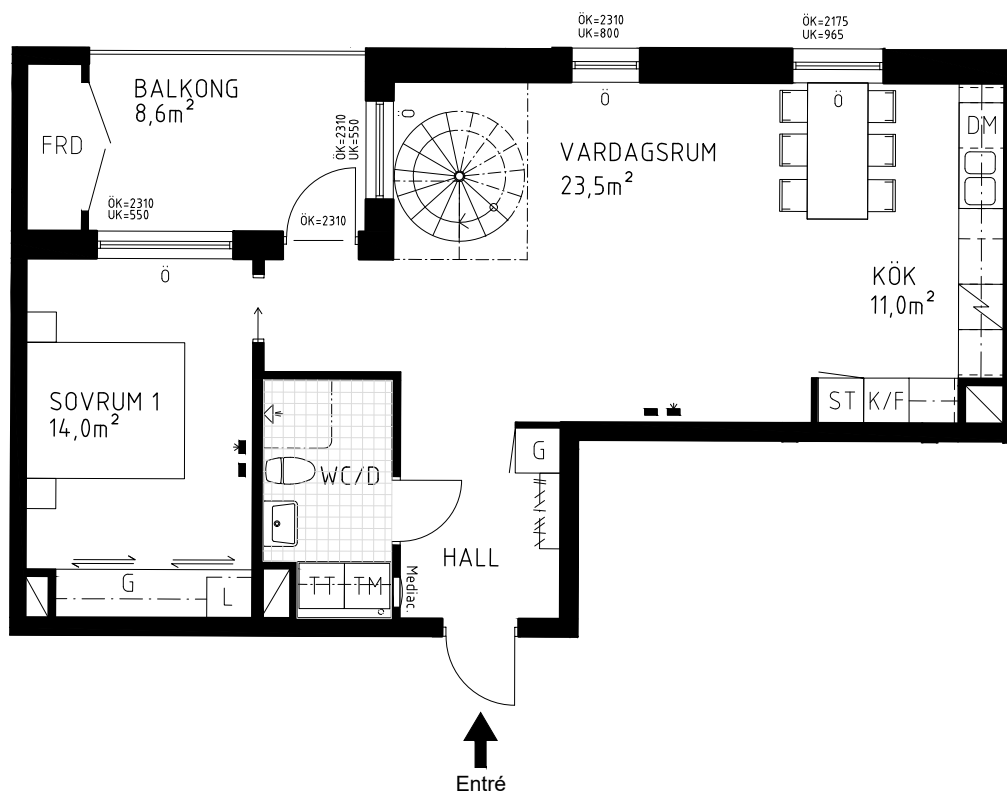 ÖK=2310
UK=800
ÖK=2175
UK=965
BALKONG
8,6m²
FRD
ÖK=2310
UK=550
Ö
ÖK=2310
UK=550
ÖK=2310
Ö
VARDAGSRUM
23,5m²
Ö
DM
KÖK
11,0m²
Ö
SOVRUM 1
14,0m²
ST
K/F
G
WC/D
HALL
G
L
TT
TM
Mediac.
Entré